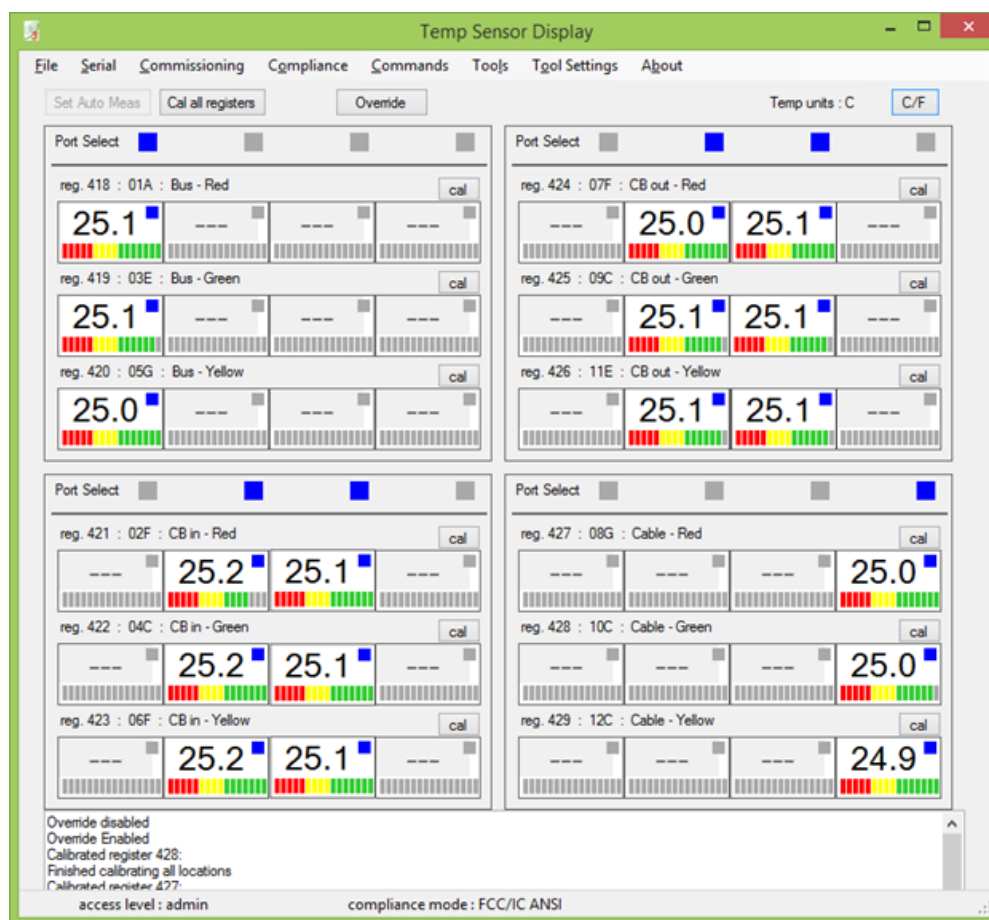 Temp Sensor Display
File Serial Commissioning Compliance Commands Tools Tool Settings About
Set Auto Meas Cal all registers Override Temp units : C C/F
Port Select
reg. 418 : 01A : Bus - Red cal
25.1 --- --- ---
reg. 419 : 03E : Bus - Green cal
25.1 --- --- ---
reg. 420 : 05G : Bus - Yellow cal
25.0 --- --- ---
Port Select
reg. 424 : 07F : CB out - Red cal
--- 25.0 25.1 ---
reg. 425 : 09C : CB out - Green cal
--- 25.1 25.1 ---
reg. 426 : 11E : CB out - Yellow cal
--- 25.1 25.1 ---
Port Select
reg. 421 : 02F : CB in - Red cal
--- 25.2 25.1 ---
reg. 422 : 04C : CB in - Green cal
--- 25.2 25.1 ---
reg. 423 : 06F : CB in - Yellow cal
--- 25.2 25.1 ---
Port Select
reg. 427 : 08G : Cable - Red cal
--- --- --- 25.0
reg. 428 : 10C : Cable - Green cal
--- --- --- 25.0
reg. 429 : 12C : Cable - Yellow cal
--- --- --- 24.9
Override disabled
Override Enabled
Calibrated register 428:
Finished calibrating all locations
Calibrated register 427:
access level : admin compliance mode : FCC/IC ANSI